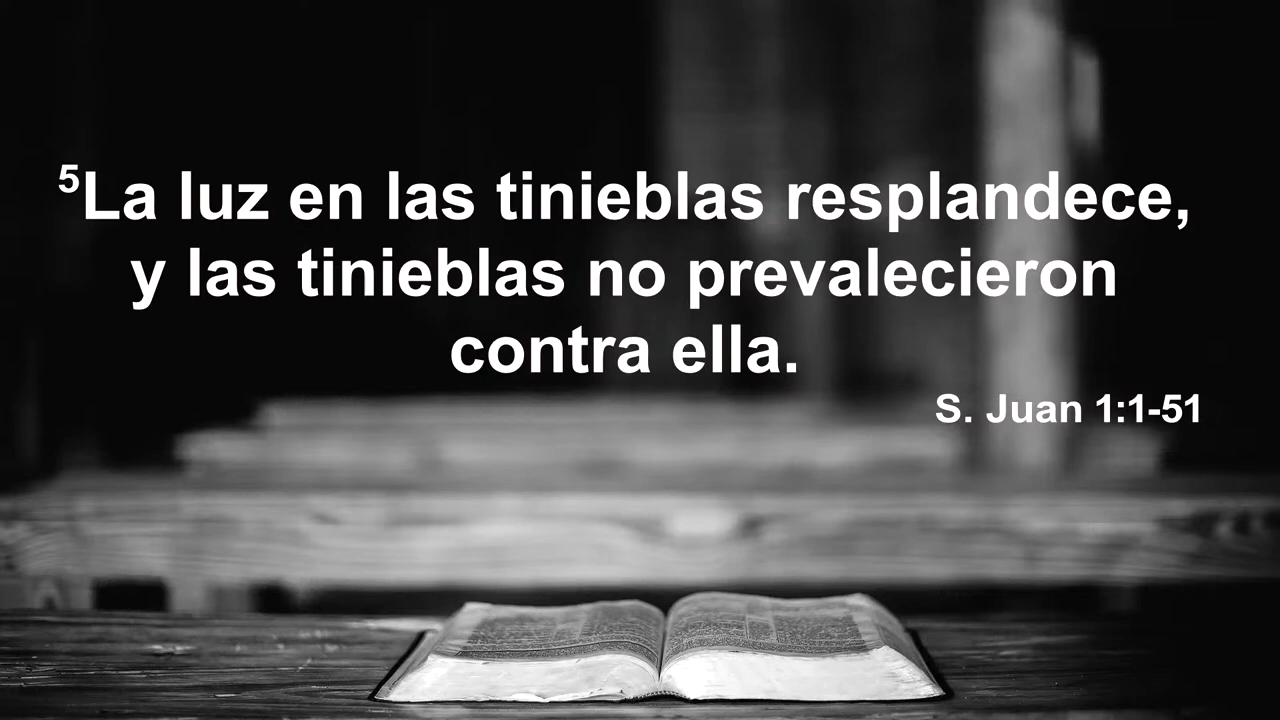 ⁵La luz en las tinieblas resplandece,
y las tinieblas no prevalecieron
contra ella.
S. Juan 1:1-51